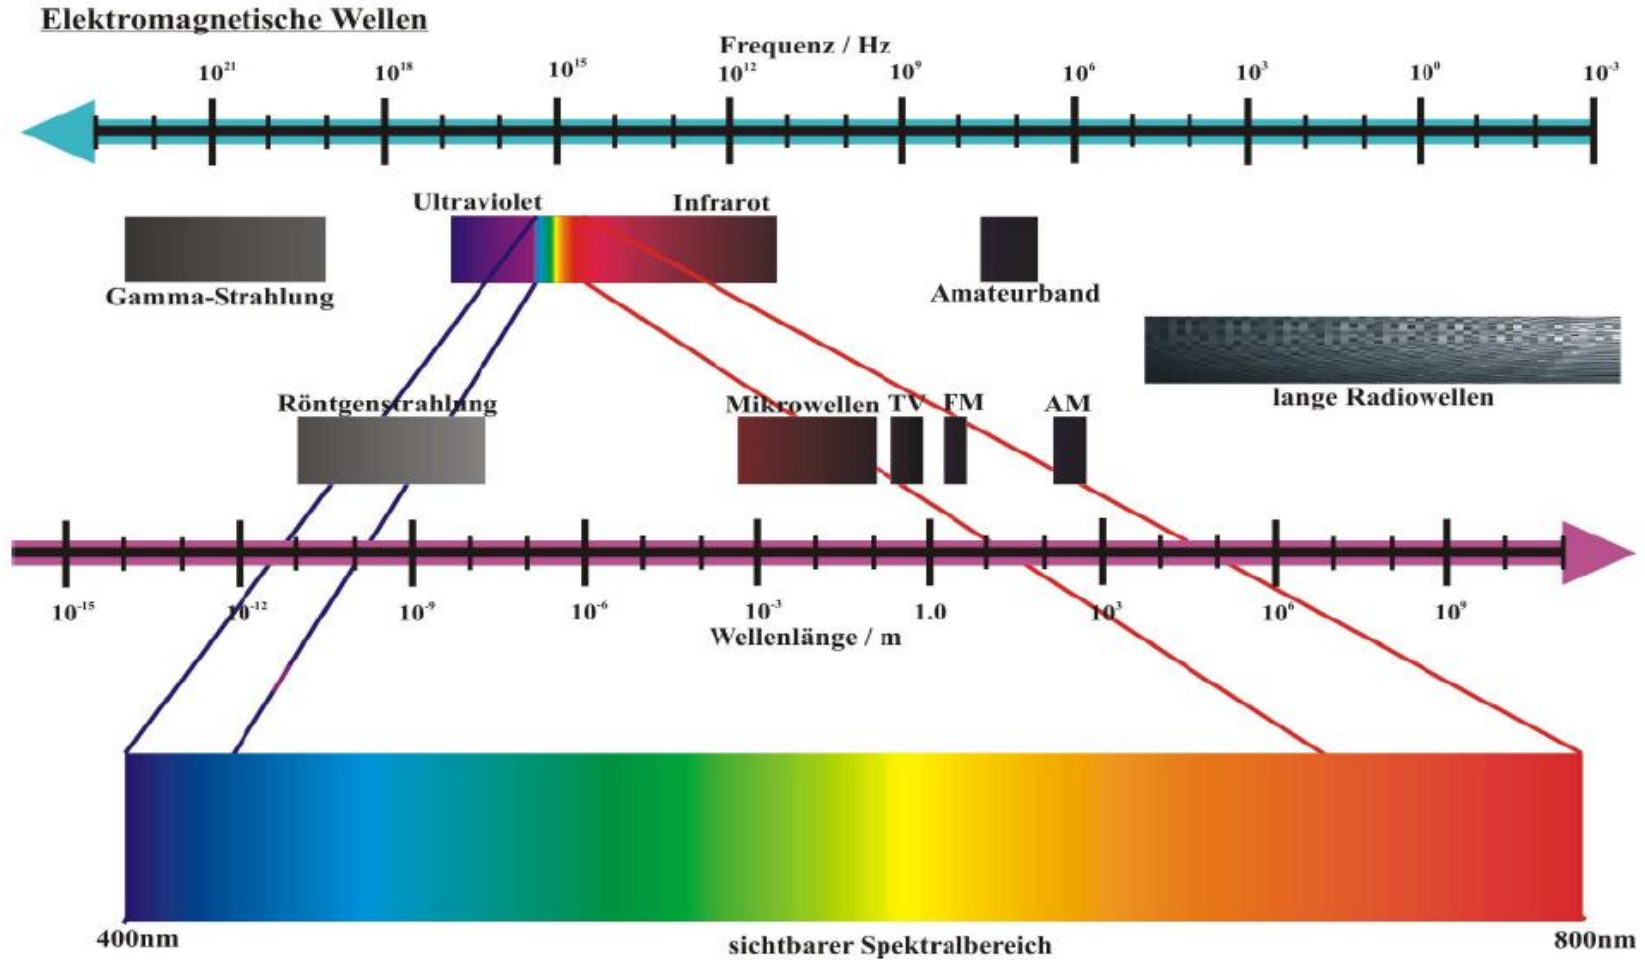 Elektromagnetische Wellen
Frequenz / Hz
10²¹ 10¹⁸ 10¹⁵ 10¹² 10⁹ 10⁶ 10³ 10⁰ 10⁻³
Ultraviolet Infrarot
Gamma-Strahlung Amateurband
lange Radiowellen
Röntgenstrahlung Mikrowellen TV FM AM
10⁻¹⁵ 10⁻¹² 10⁻⁹ 10⁻⁶ 10⁻³ 1.0 10³ 10⁶ 10⁹
Wellenlänge / m
400nm sichtbarer Spektralbereich 800nm